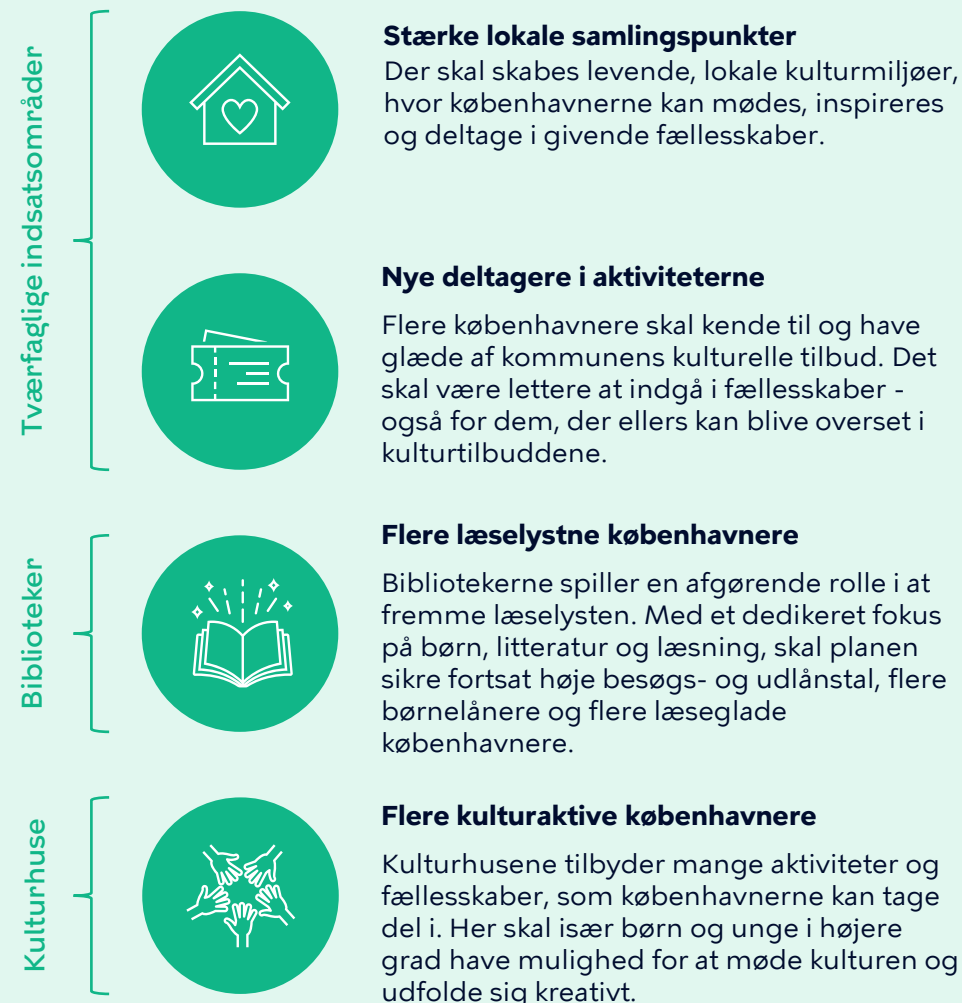 Tværfaglige indsatsområder
Stærke lokale samlingspunkter
Der skal skabes levende, lokale kulturmiljøer,
hvor københavnerne kan mødes, inspireres
og deltage i givende fællesskaber.
Nye deltagere i aktiviteterne
Flere københavnere skal kende til og have
glæde af kommunens kulturelle tilbud. Det
skal være lettere at indgå i fællesskaber -
også for dem, der ellers kan blive overset i
kulturtilbuddene.
Biblioteker
Flere læselystne københavnere
Bibliotekerne spiller en afgørende rolle i at
fremme læselysten. Med et dedikeret fokus
på børn, litteratur og læsning, skal planen
sikre fortsat høje besøgs- og udlånstal, flere
børnelånere og flere læseglade
københavnere.
Kulturhuse
Flere kulturaktive københavnere
Kulturhusene tilbyder mange aktiviteter og
fællesskaber, som københavnerne kan tage
del i. Her skal især børn og unge i højere
grad have mulighed for at møde kulturen og
udfolde sig kreativt.